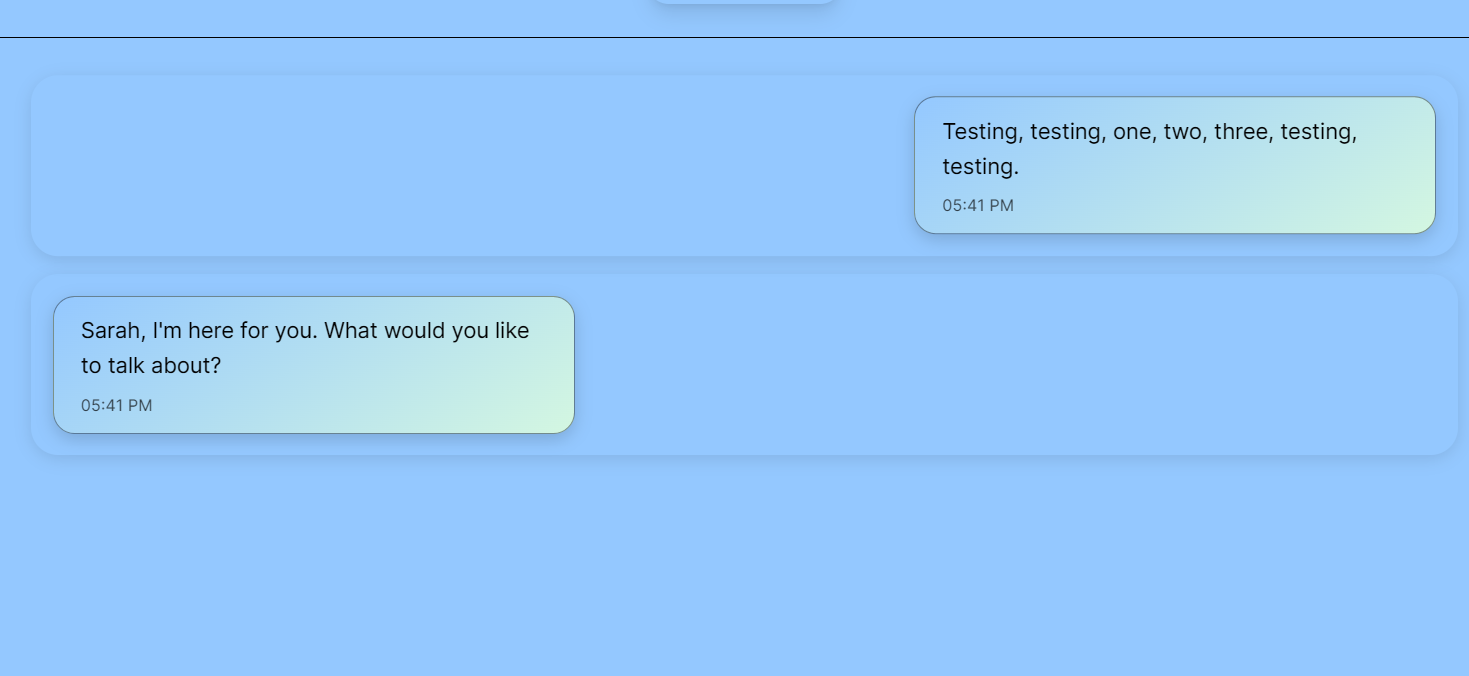 Testing, testing, one, two, three, testing,
testing.
05:41 PM
Sarah, I'm here for you. What would you like
to talk about?
05:41 PM